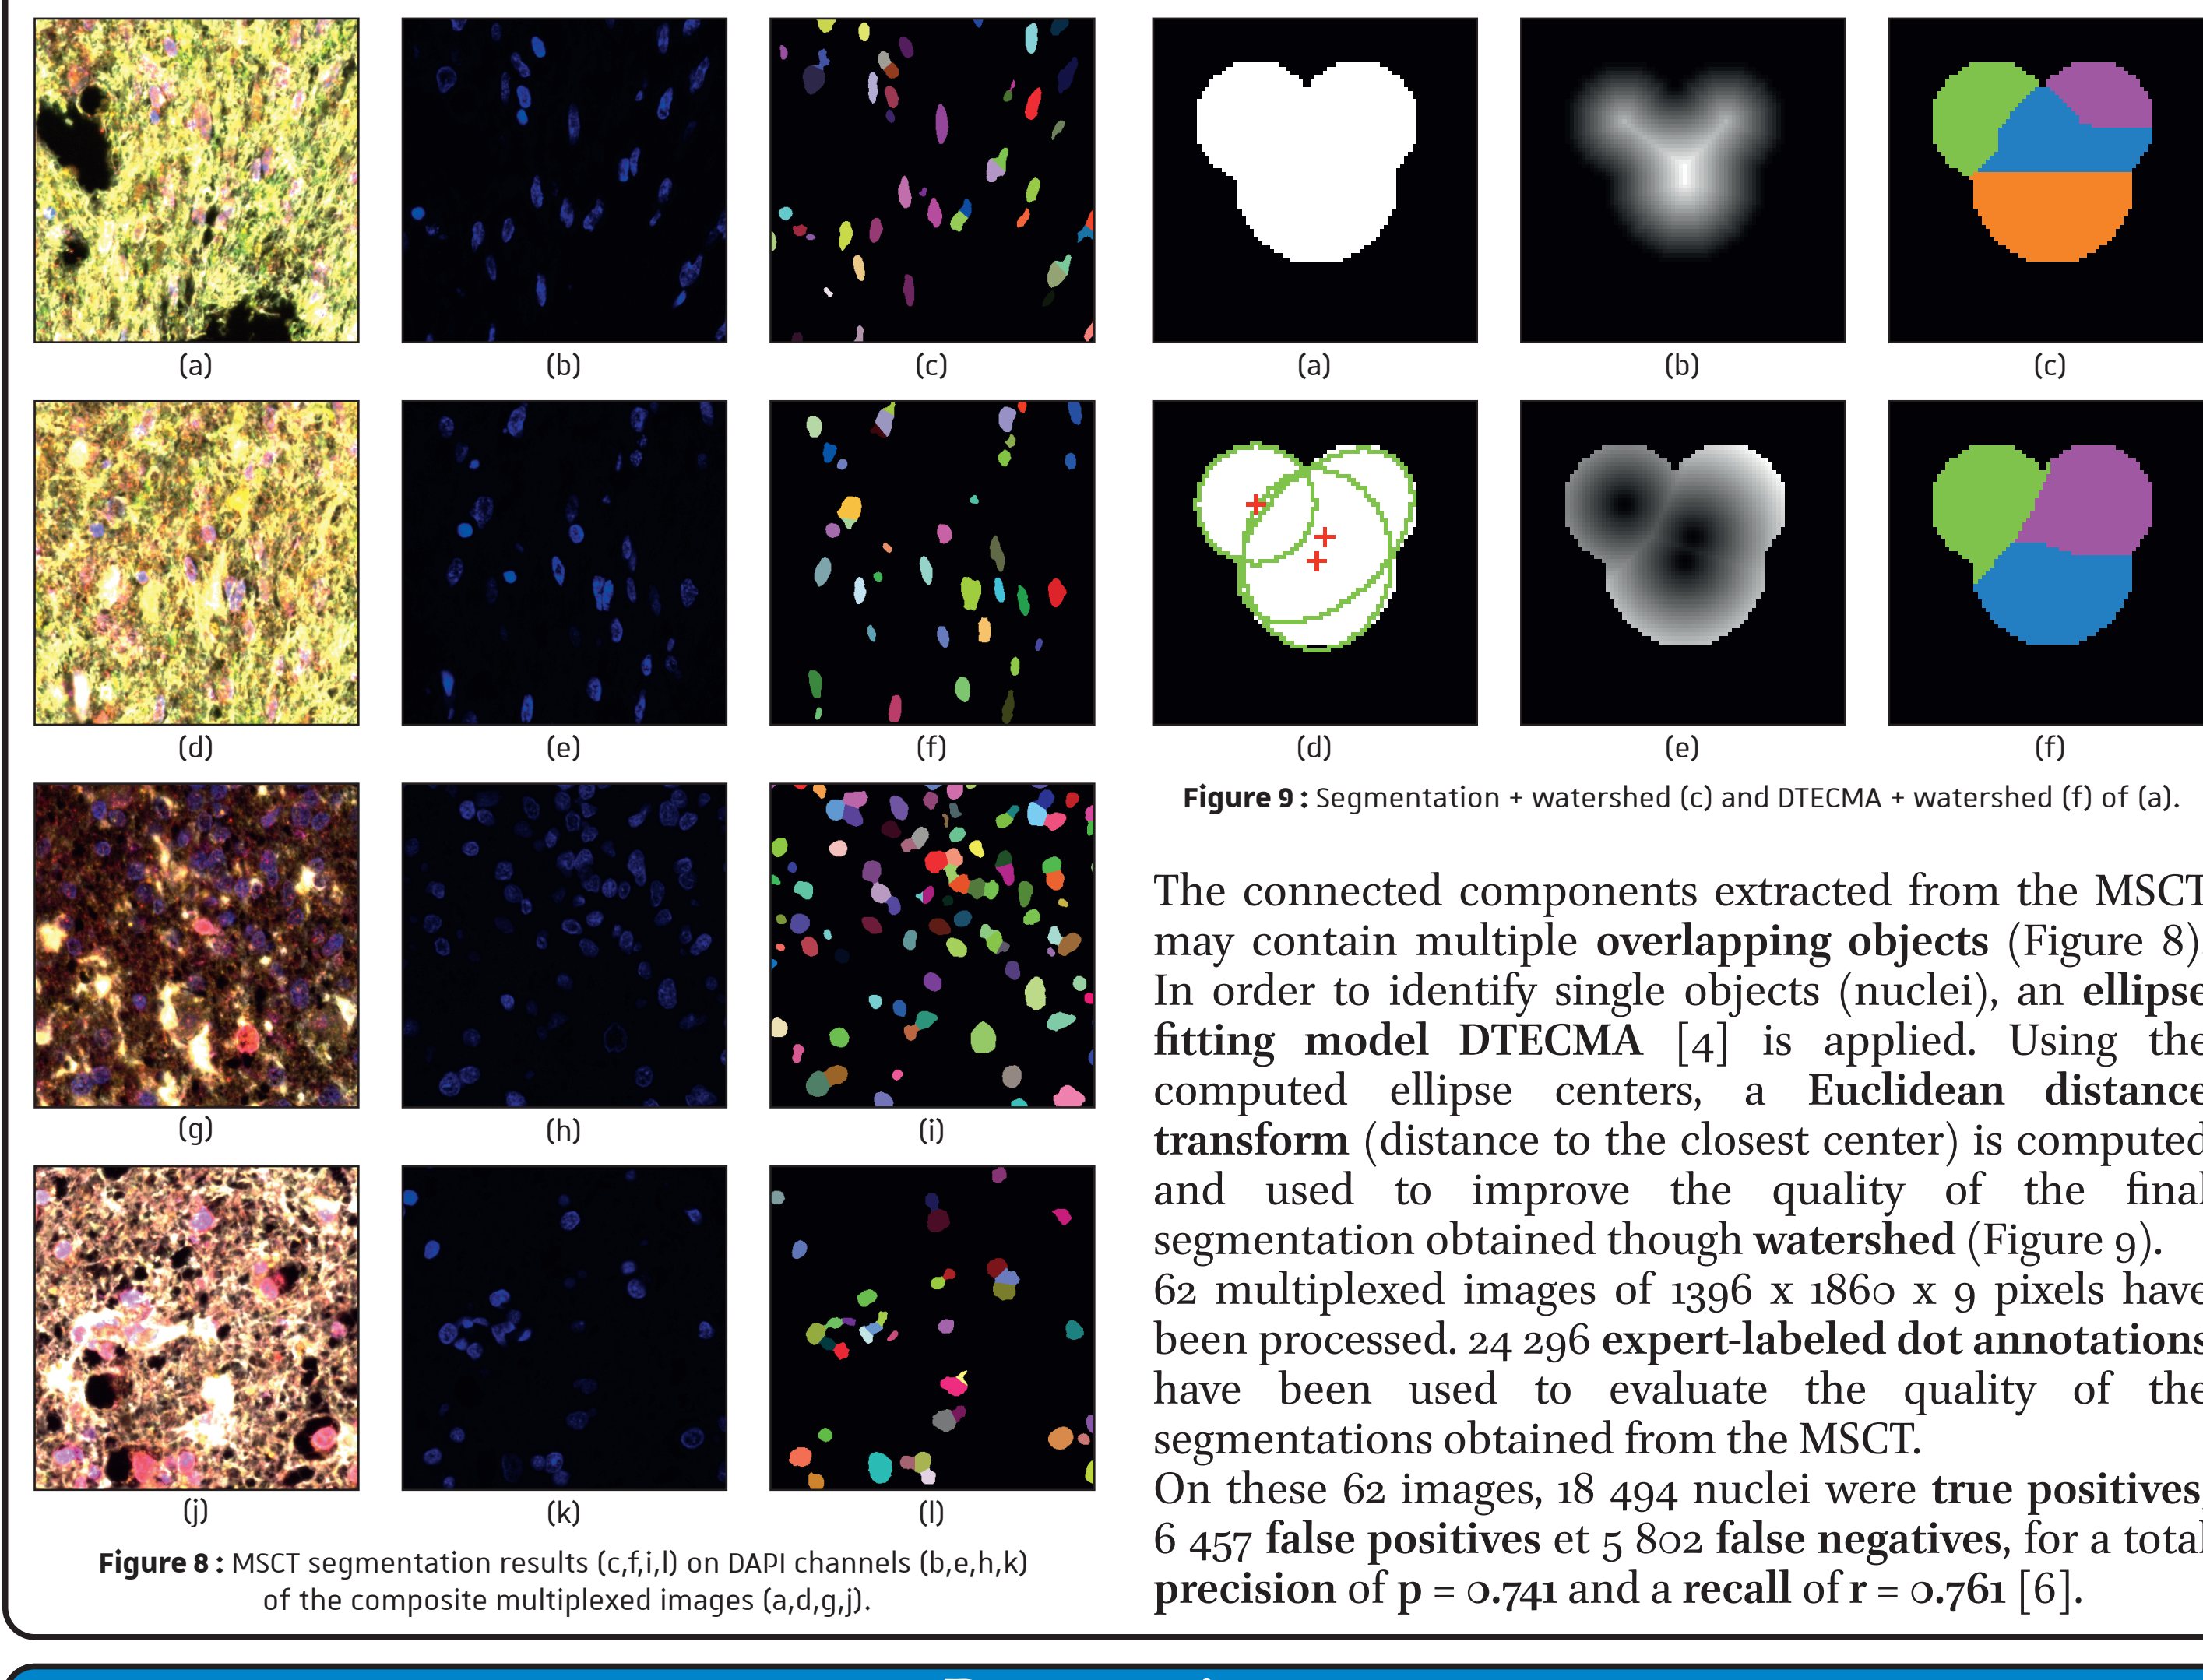 (a) (b) (c)
(d) (e) (f)
(g) (h) (i)
(j) (k) (l)
Figure 8 : MSCT segmentation results (c,f,i,l) on DAPI channels (b,e,h,k)
of the composite multiplexed images (a,d,g,j).
(a) (b) (c)
(d) (e) (f)
Figure 9 : Segmentation + watershed (c) and DTECMA + watershed (f) of (a).
The connected components extracted from the MSCT
may contain multiple overlapping objects (Figure 8).
In order to identify single objects (nuclei), an ellipse
fitting model DTECMA [4] is applied. Using the
computed ellipse centers, a Euclidean distance
transform (distance to the closest center) is computed
and used to improve the quality of the final
segmentation obtained though watershed (Figure 9).
62 multiplexed images of 1396 x 1860 x 9 pixels have
been processed. 24 296 expert-labeled dot annotations
have been used to evaluate the quality of the
segmentations obtained from the MSCT.
On these 62 images, 18 494 nuclei were true positives,
6 457 false positives et 5 802 false negatives, for a total
precision of p = 0.741 and a recall of r = 0.761 [6].